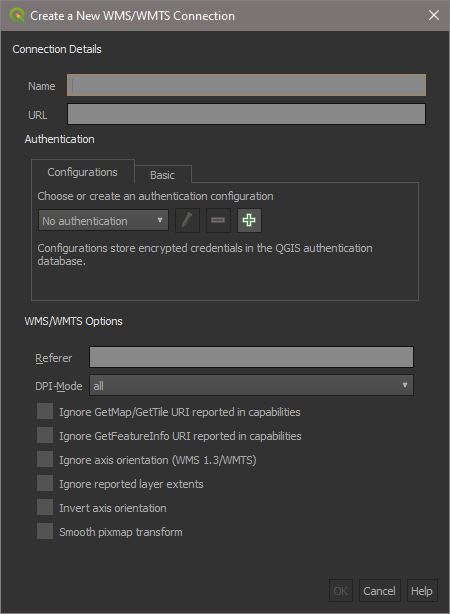 Create a New WMS/WMTS Connection
Connection Details
Name
URL
Authentication
Configurations
Basic
Choose or create an authentication configuration
No authentication
Configurations store encrypted credentials in the QGIS authentication
database.
WMS/WMTS Options
Referer
DPI-Mode
all
Ignore GetMap/GetTile URI reported in capabilities
Ignore GetFeatureInfo URI reported in capabilities
Ignore axis orientation (WMS 1.3/WMTS)
Ignore reported layer extents
Invert axis orientation
Smooth pixmap transform
OK
Cancel
Help